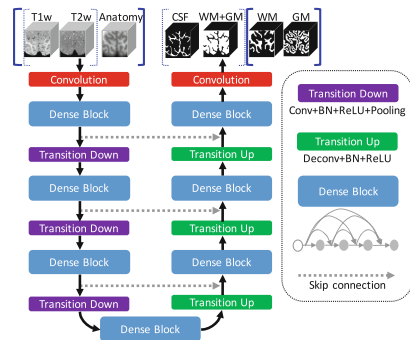 T1w T2w Anatomy
CSF WM+GM WM GM
Convolution
Convolution
Dense Block
Dense Block
Transition Down
Transition Up
Dense Block
Dense Block
Transition Down
Transition Up
Dense Block
Dense Block
Transition Down
Transition Up
Dense Block
Transition Down
Conv+BN+ReLU+Pooling
Transition Up
Deconv+BN+ReLU
Dense Block
Skip connection